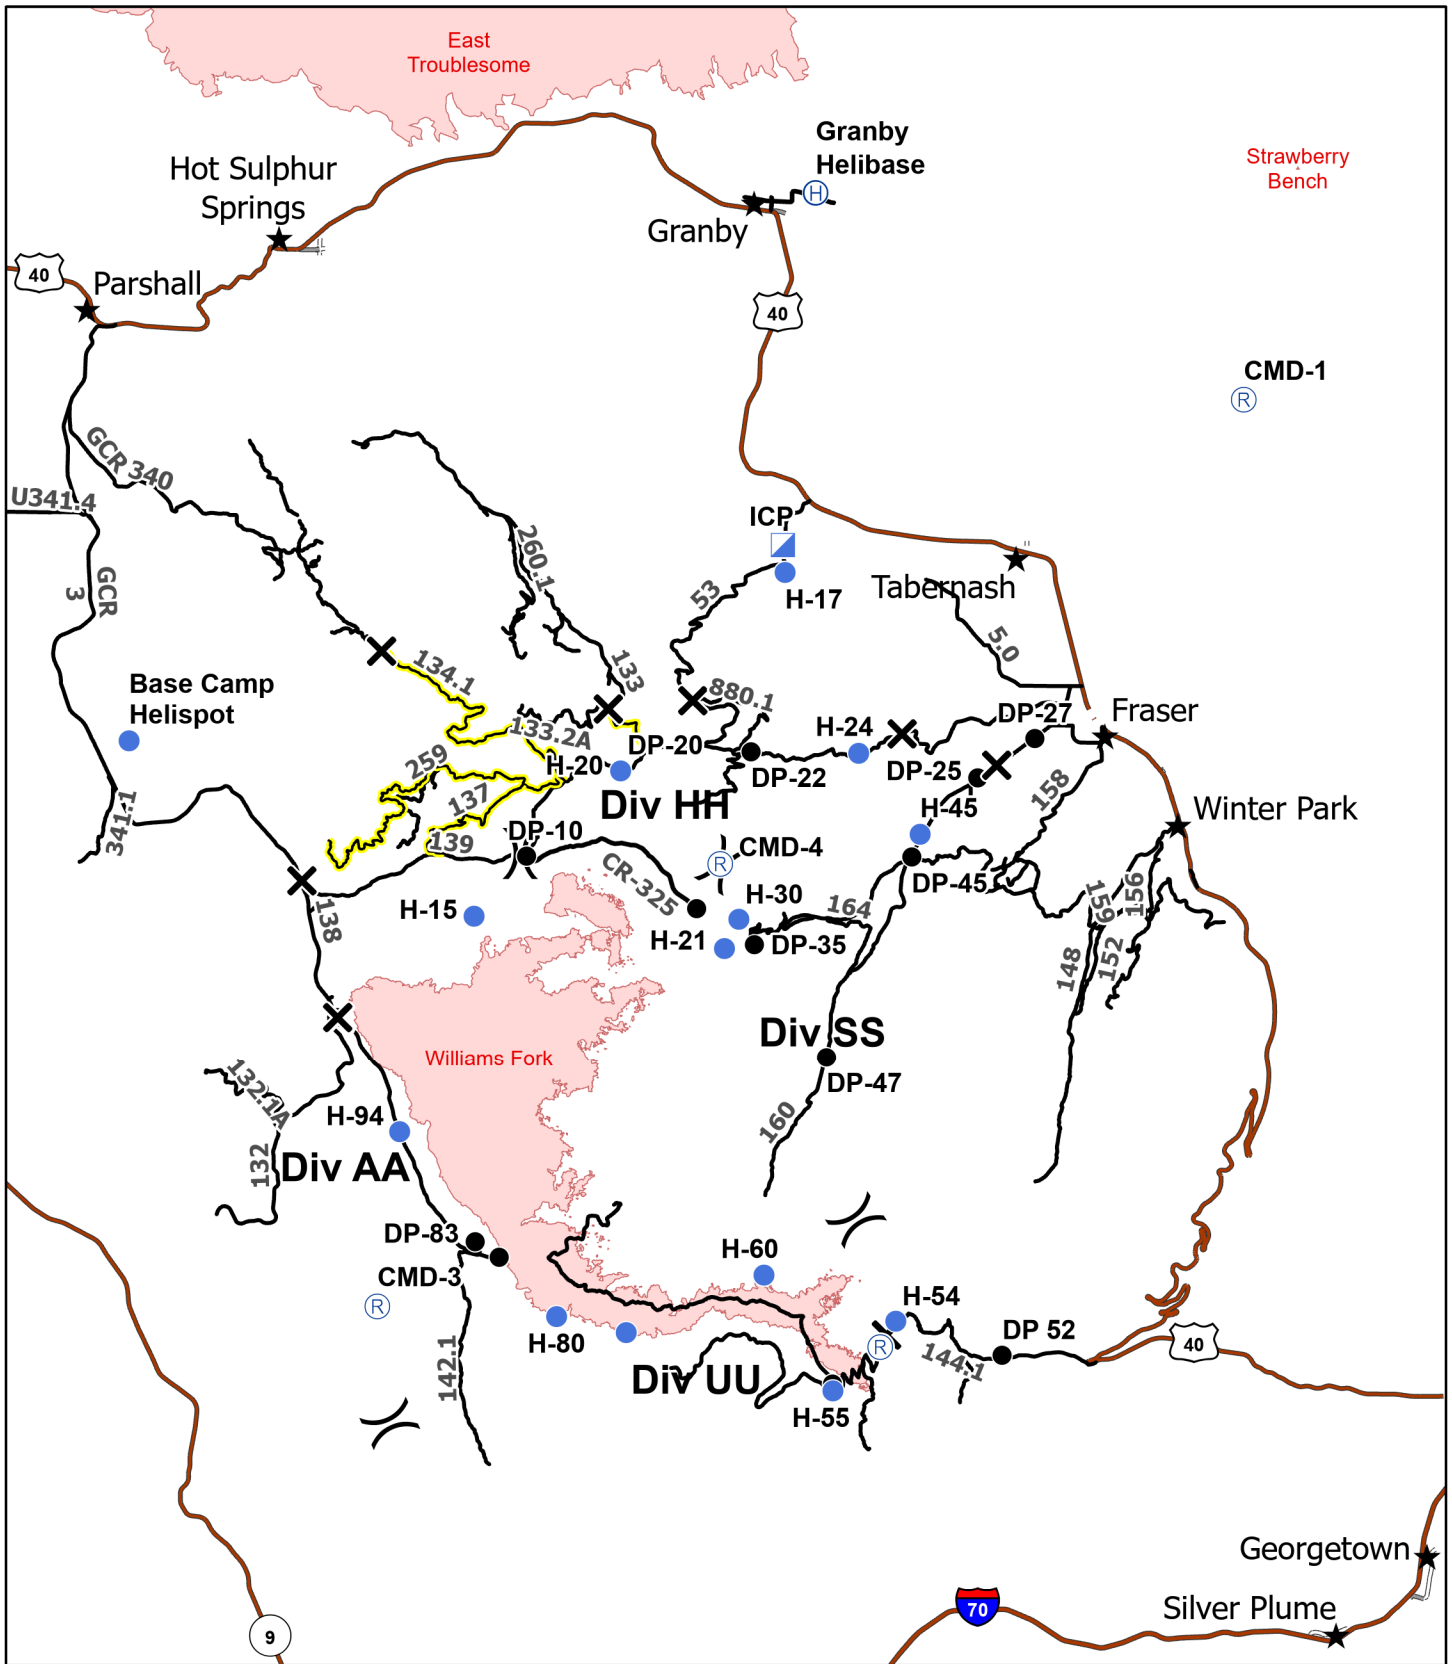 East
Troublesome
Granby
Helibase
H
Strawberry
Bench
Hot Sulphur
Springs
Granby
40
Parshall
40
CMD-1
R
GCR 340
U341.4
ICP
260.1
GCR
3
Tabernash
53
H-17
5.0
134.1
133
Base Camp
Helispot
880.1
DP-27
Fraser
H-24
133.2A
DP-20
259
H-20
DP-22
DP-25
158
137
Div HH
H-45
Winter Park
341.1
DP-10
139
CMD-4
R
CR-325
DP-45
159
156
H-15
138
H-30
164
H-21
DP-35
148
152
Div SS
Williams Fork
DP-47
132.1A
H-94
160
132
Div AA
DP-83
H-60
CMD-3
R
H-54
H-80
DP 52
R
40
144.1
142.1
Div UU
H-55
Georgetown
70
Silver Plume
9